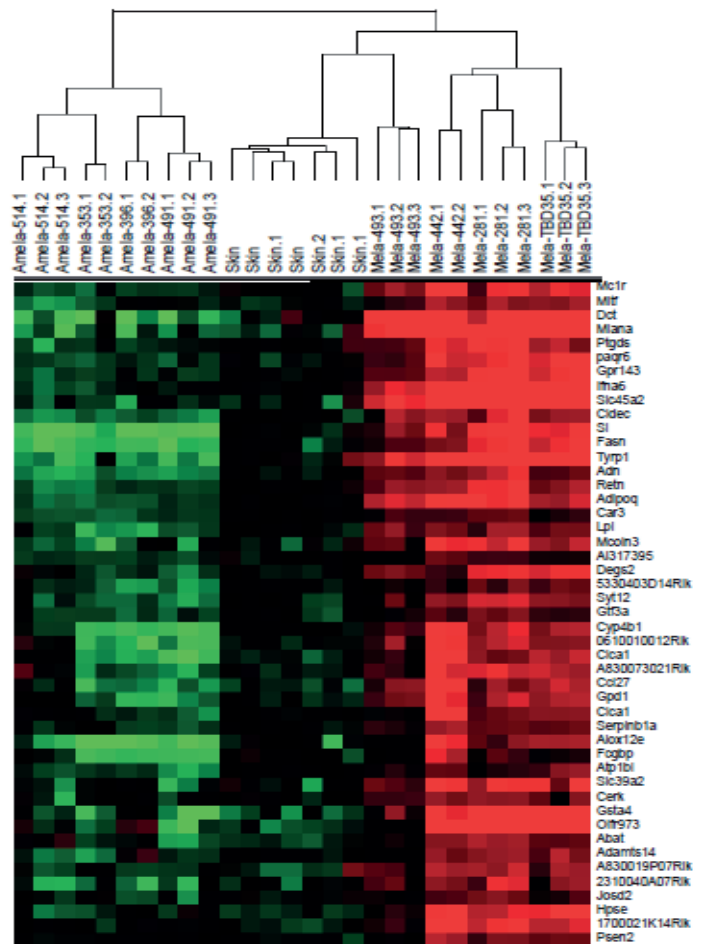 Amela-514.1
Amela-514.2
Amela-514.3
Amela-353.1
Amela-353.2
Amela-396.1
Amela-396.2
Amela-491.1
Amela-491.2
Amela-491.3
Skin
Skin
Skin.1
Skin
Skin.2
Skin.1
Skin.1
Mela-493.1
Mela-493.2
Mela-493.3
Mela-442.1
Mela-442.2
Mela-281.1
Mela-281.2
Mela-281.3
Mela-TBD35.1
Mela-TBD35.2
Mela-TBD35.3
Mc1r
Mitf
Dct
Mlana
Ptgds
paqr6
Gpr143
Ifna6
Slc45a2
Cidec
Si
Fasn
Tyrp1
Adn
Retn
Adipoq
Car3
Lpl
Mcoln3
AI317395
Degs2
5330403D14Rik
Syt12
Gtf3a
Cyp4b1
0610010012Rik
Clca1
A830073021Rik
Ccl27
Gpd1
Clca1
Serpinb1a
Alox12e
Fcgbp
Atp1bl
Slc39a2
Cerk
Gsta4
Olfr973
Abat
Adamts14
A830019P07Rik
2310040A07Rik
Josd2
Hpse
1700021K14Rik
Psen2